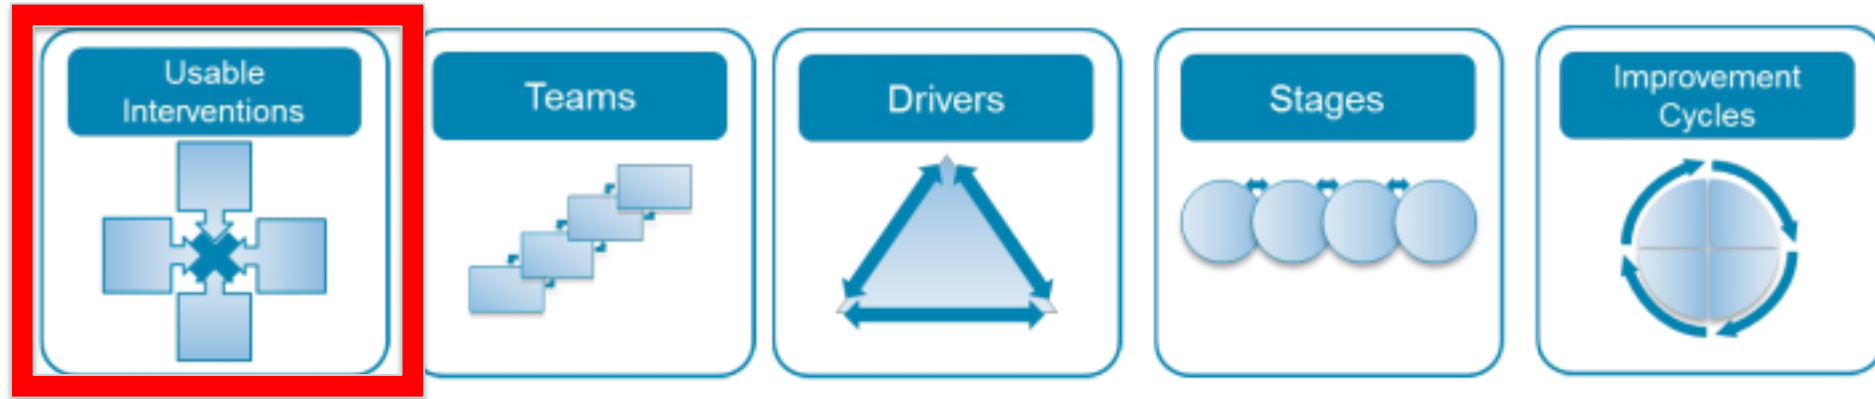 Usable
Interventions
Teams
Drivers
Stages
Improvement
Cycles